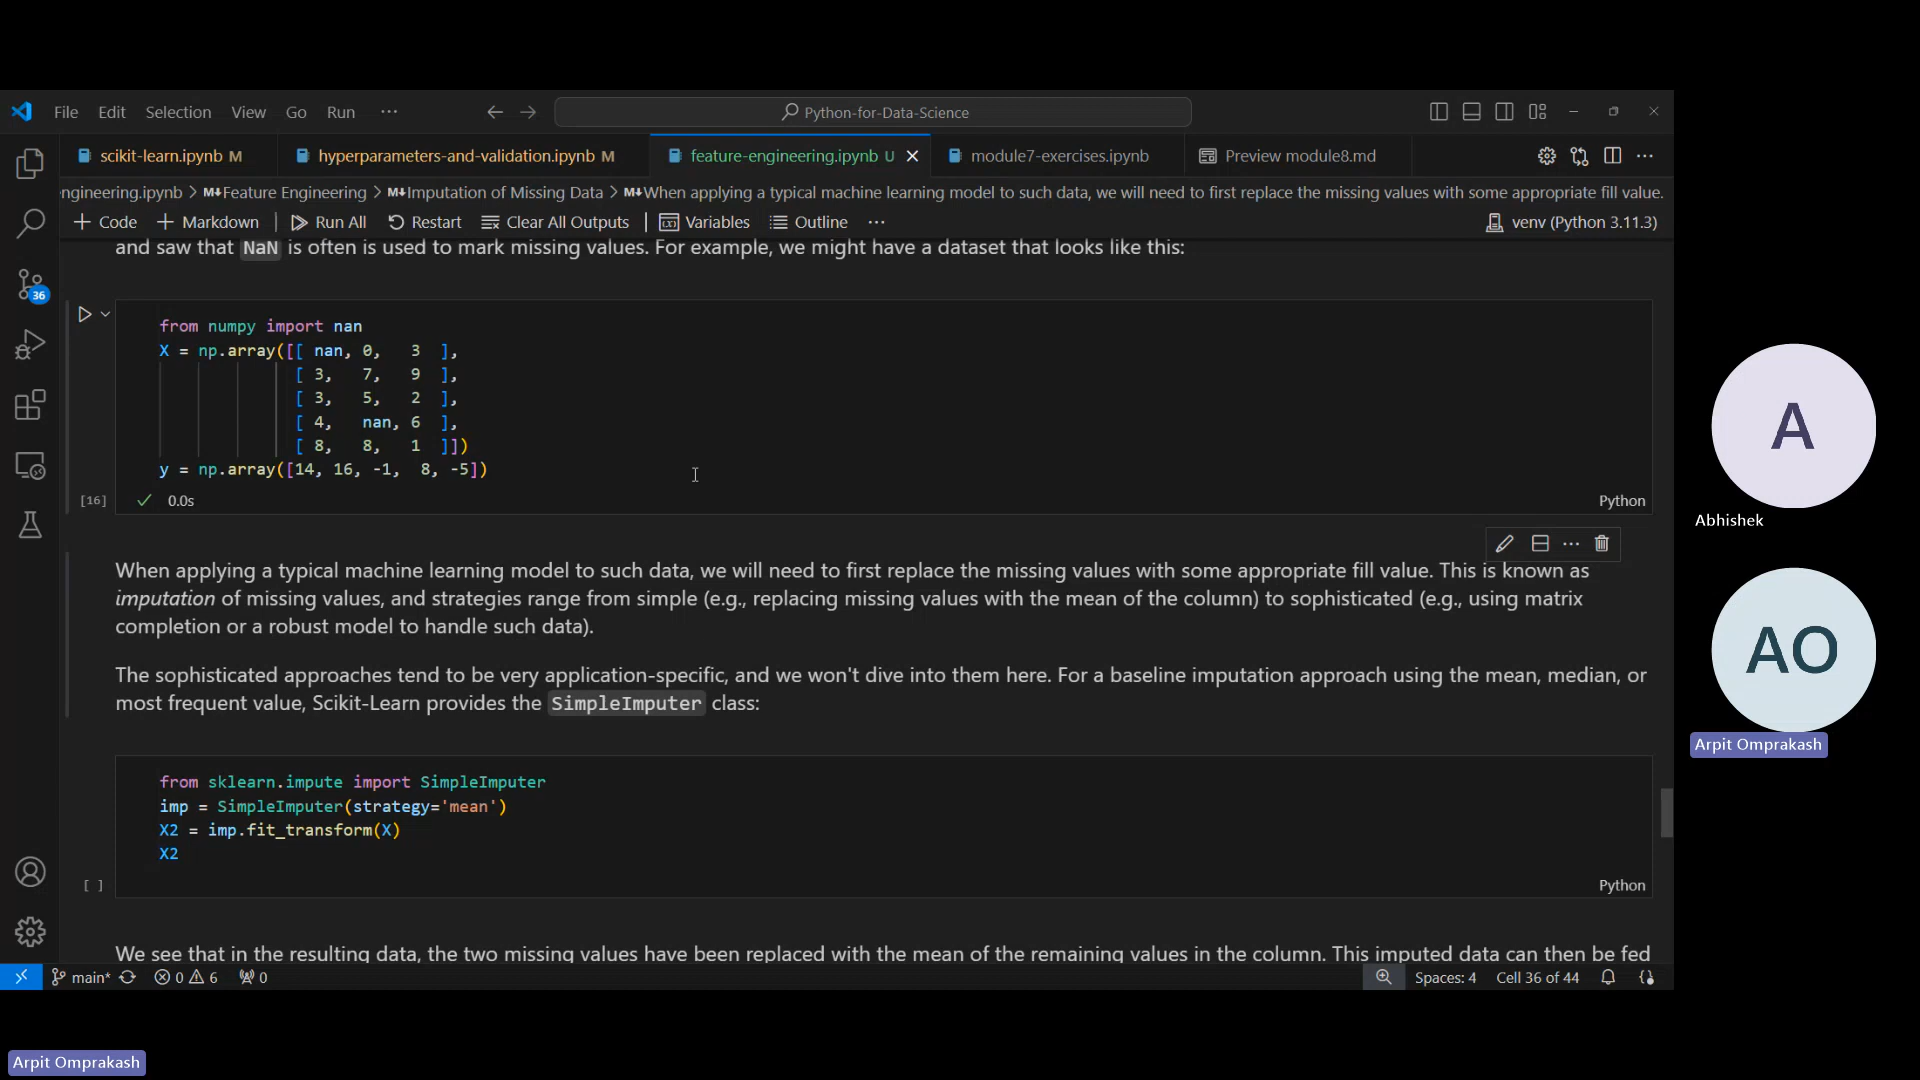 File Edit Selection View Go Run ··· Python-for-Data-Science
scikit-learn.ipynb M hyperparameters-and-validation.ipynb M feature-engineering.ipynb U module7-exercises.ipynb Preview module8.md ···
ngineering.ipynb > M↓Feature Engineering > M↓Imputation of Missing Data > M↓When applying a typical machine learning model to such data, we will need to first replace the missing values with some appropriate fill value.
+ Code + Markdown Run All Restart Clear All Outputs Variables Outline ··· venv (Python 3.11.3)
and saw that NaN is often is used to mark missing values. For example, we might have a dataset that looks like this:
36
from numpy import nan
X = np.array([[ nan, 0,   3  ],
[ 3,   7,   9  ],
[ 3,   5,   2  ],
[ 4,   nan, 6  ],
[ 8,   8,   1  ]])
y = np.array([14, 16, -1,  8, -5])
[16] 0.0s Python
When applying a typical machine learning model to such data, we will need to first replace the missing values with some appropriate fill value. This is known as
imputation of missing values, and strategies range from simple (e.g., replacing missing values with the mean of the column) to sophisticated (e.g., using matrix
completion or a robust model to handle such data).
The sophisticated approaches tend to be very application-specific, and we won't dive into them here. For a baseline imputation approach using the mean, median, or
most frequent value, Scikit-Learn provides the SimpleImputer class:
from sklearn.impute import SimpleImputer
imp = SimpleImputer(strategy='mean')
X2 = imp.fit_transform(X)
X2
[ ] Python
We see that in the resulting data, the two missing values have been replaced with the mean of the remaining values in the column. This imputed data can then be fed
main* 0 6 0 Spaces: 4 Cell 36 of 44
A
Abhishek
AO
Arpit Omprakash
Arpit Omprakash